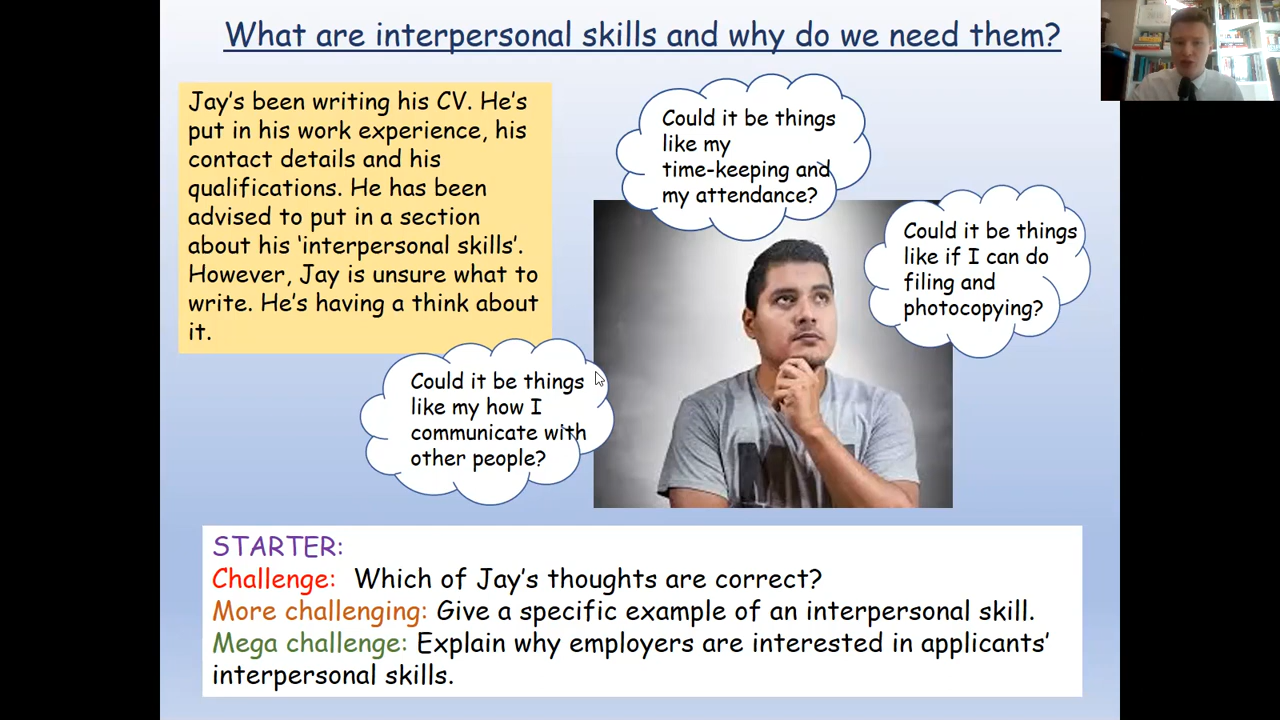 What are interpersonal skills and why do we need them?
Jay's been writing his CV. He's
put in his work experience, his
contact details and his
qualifications. He has been
advised to put in a section
about his 'interpersonal skills'.
However, Jay is unsure what to
write. He's having a think about
it.
Could it be things
like my
time-keeping and
my attendance?
Could it be things
like if I can do
filing and
photocopying?
Could it be things
like my how I
communicate with
other people?
STARTER:
Challenge: Which of Jay's thoughts are correct?
More challenging: Give a specific example of an interpersonal skill.
Mega challenge: Explain why employers are interested in applicants'
interpersonal skills.